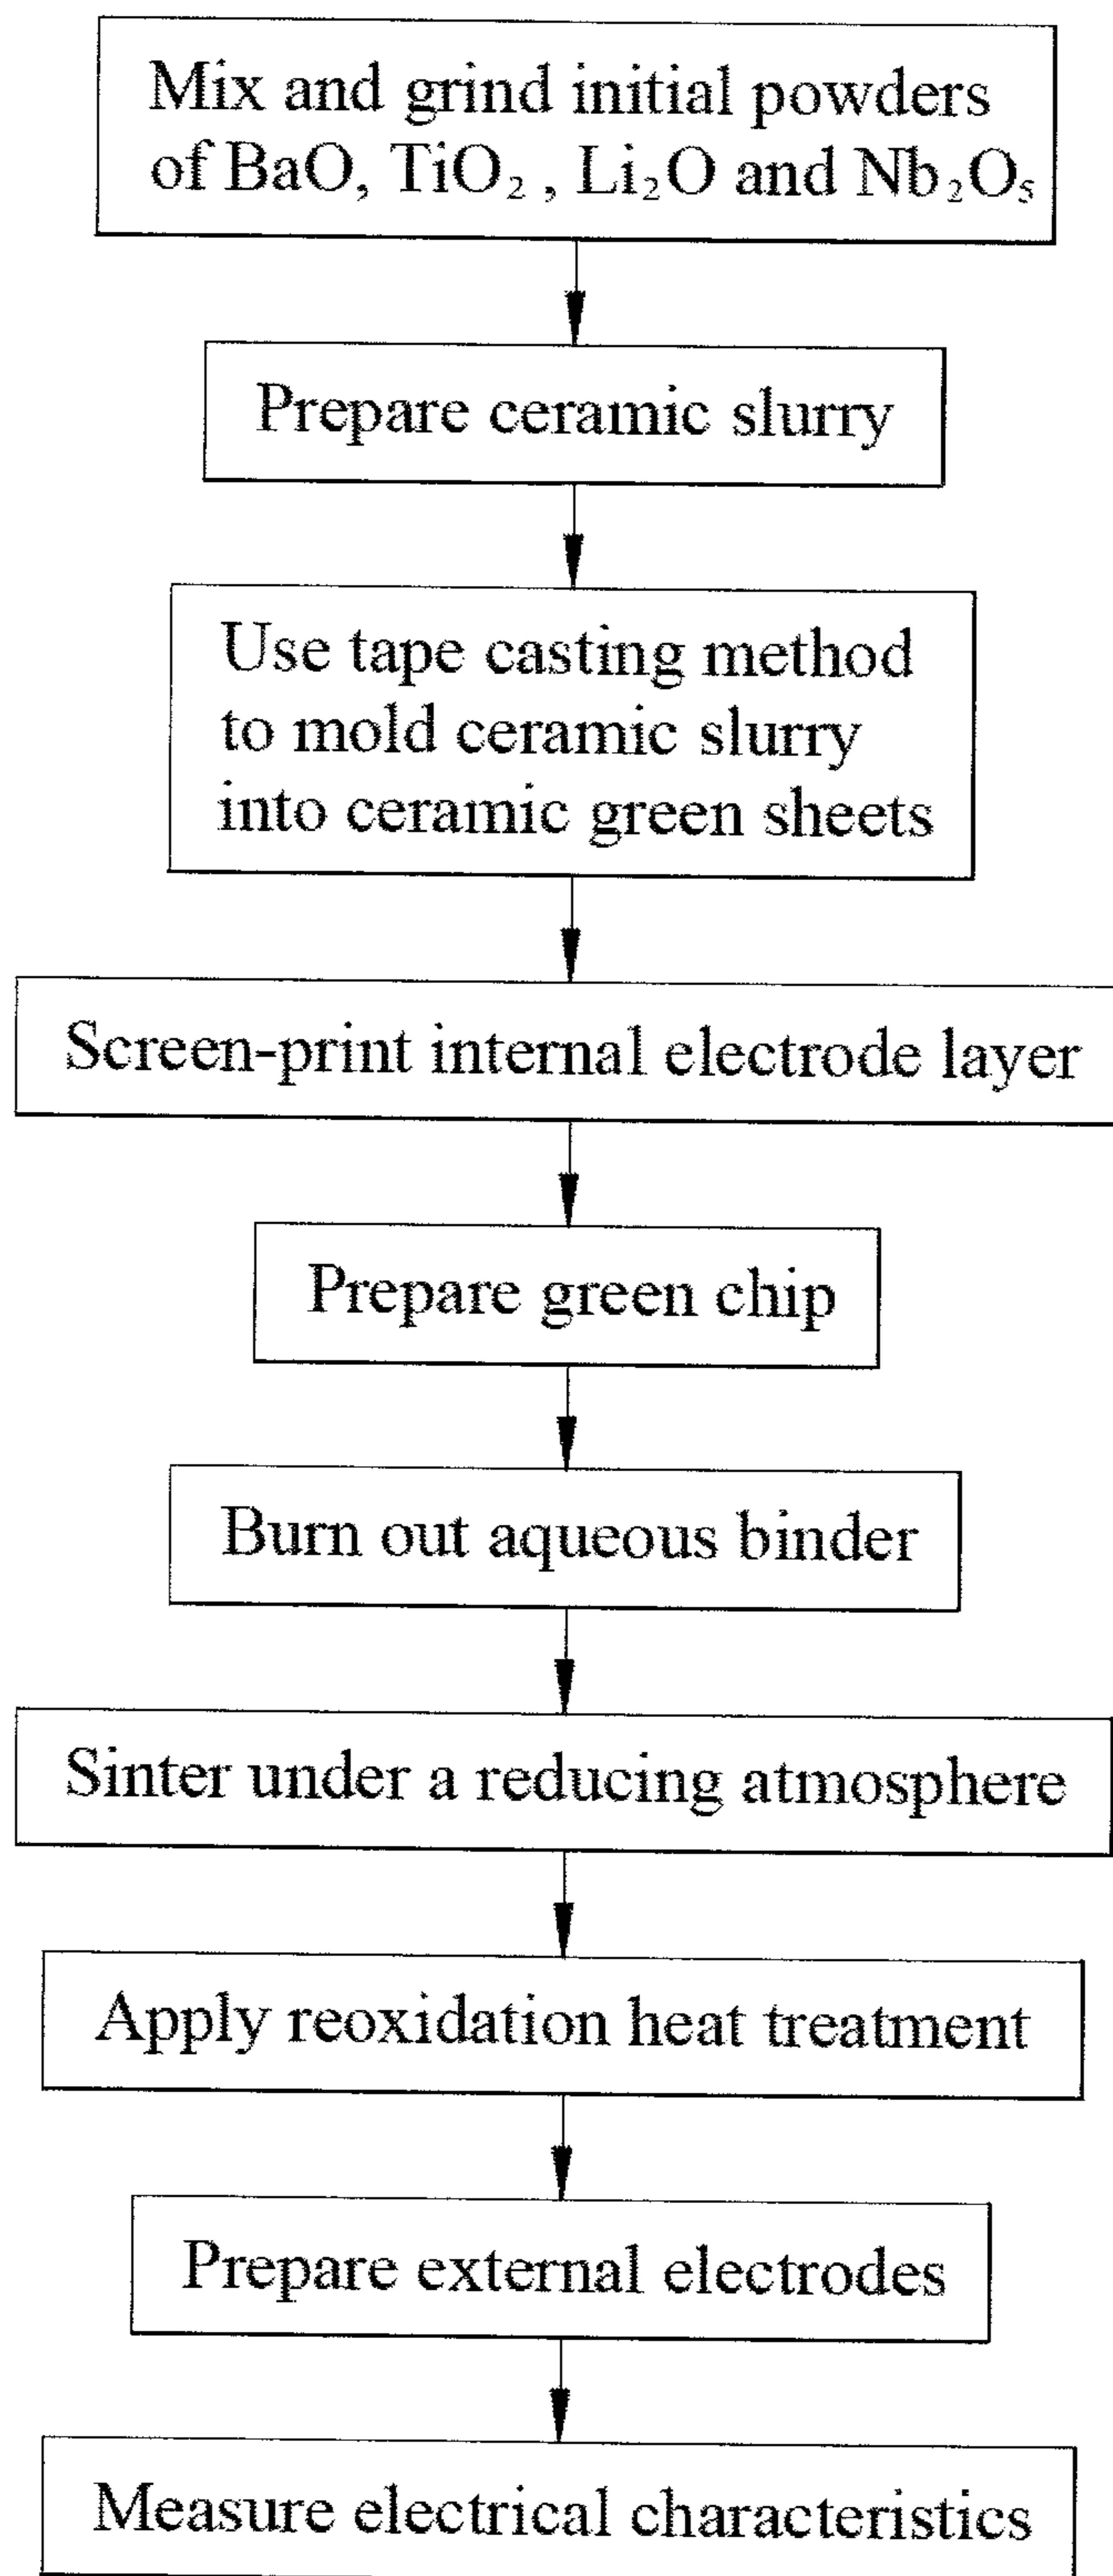 Mix and grind initial powders
of BaO, TiO₂ , Li₂O and Nb₂O₅
Prepare ceramic slurry
Use tape casting method
to mold ceramic slurry
into ceramic green sheets
Screen-print internal electrode layer
Prepare green chip
Burn out aqueous binder
Sinter under a reducing atmosphere
Apply reoxidation heat treatment
Prepare external electrodes
Measure electrical characteristics